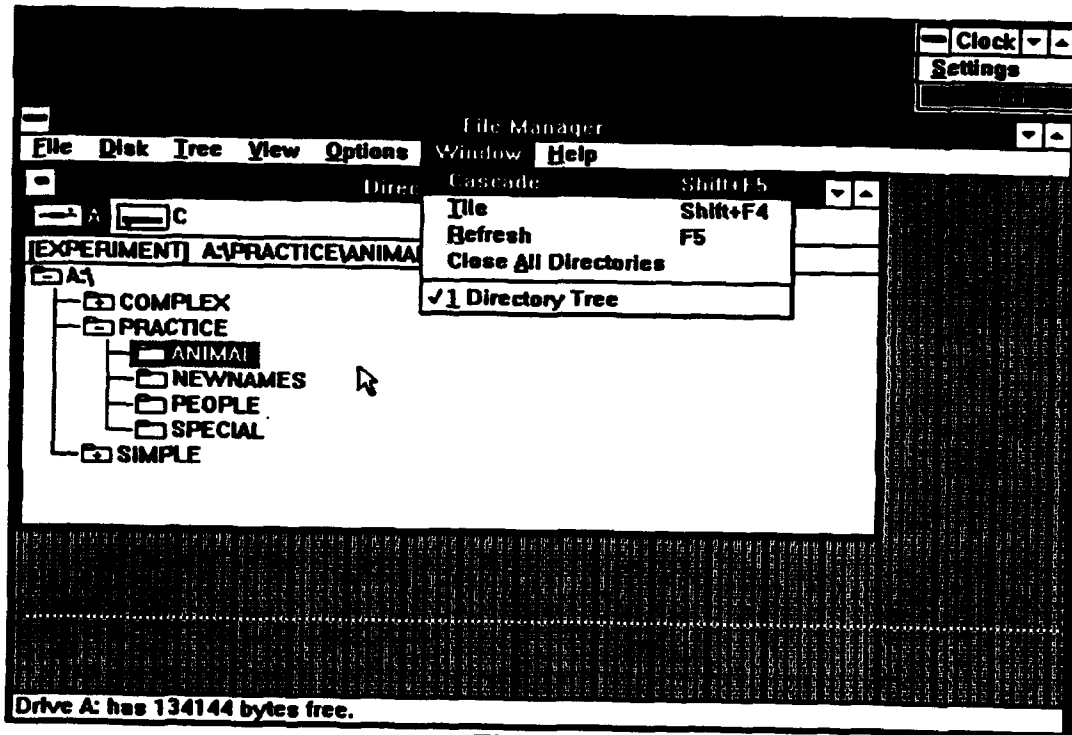 Clock
Settings
File Manager
File Disk Tree View Options Window Help
Direc
Cascade Shift+F5
Tile Shift+F4
Refresh F5
Close All Directories
✓1 Directory Tree
A C
[EXPERIMENT] A:\PRACTICE\ANIMAL
A:\
COMPLEX
PRACTICE
ANIMAL
NEWNAMES
PEOPLE
SPECIAL
SIMPLE
Drive A: has 134144 bytes free.